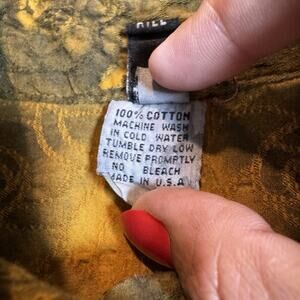 100% COTTON
MACHINE WASH
IN COLD WATER
TUMBLE DRY LOW
REMOVE PROMPTLY
NO BLEACH
MADE IN U.S.A